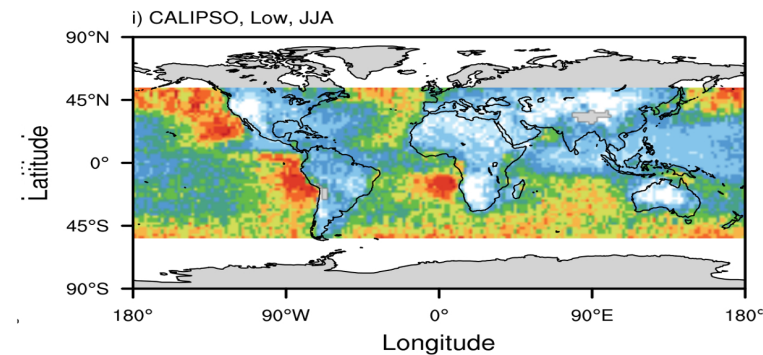 i) CALIPSO, Low, JJA
90°N
45°N
0°
45°S
90°S
Latitude
180° 90°W 0° 90°E 180°
Longitude